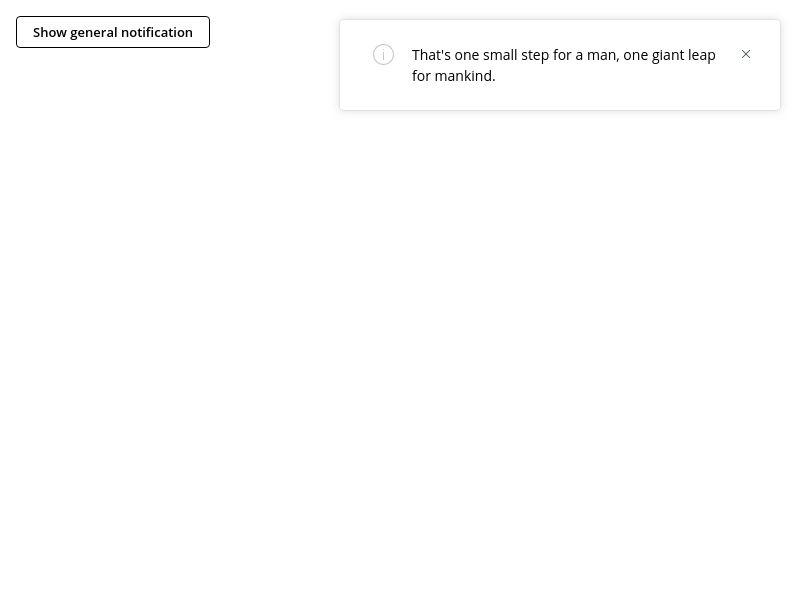 Show general notification
That's one small step for a man, one giant leap
for mankind.